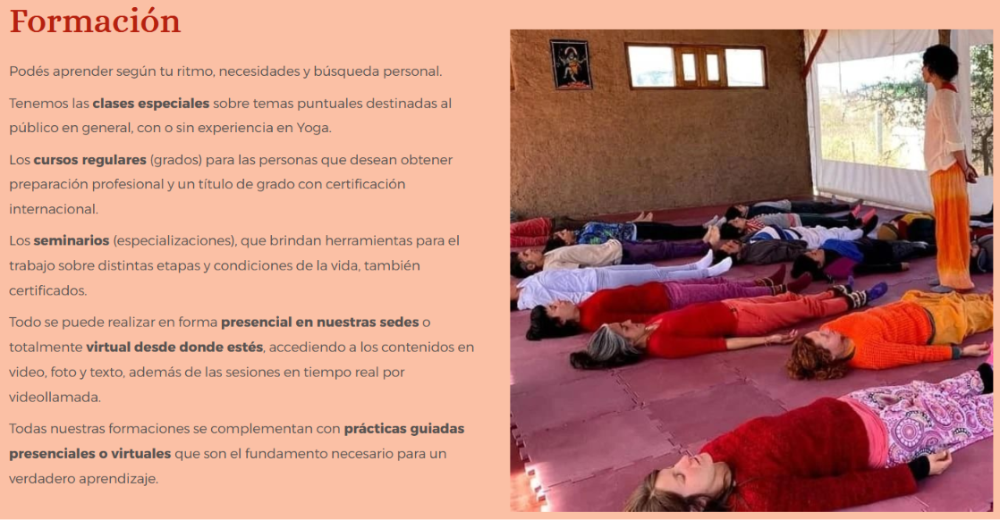 Formación
Podés aprender según tu ritmo, necesidades y búsqueda personal.
Tenemos las clases especiales sobre temas puntuales destinadas al
público en general, con o sin experiencia en Yoga.
Los cursos regulares (grados) para las personas que desean obtener
preparación profesional y un título de grado con certificación
internacional.
Los seminarios (especializaciones), que brindan herramientas para el
trabajo sobre distintas etapas y condiciones de la vida, también
certificados.
Todo se puede realizar en forma presencial en nuestras sedes o
totalmente virtual desde donde estés, accediendo a los contenidos en
video, foto y texto, además de las sesiones en tiempo real por
videollamada.
Todas nuestras formaciones se complementan con prácticas guiadas
presenciales o virtuales que son el fundamento necesario para un
verdadero aprendizaje.